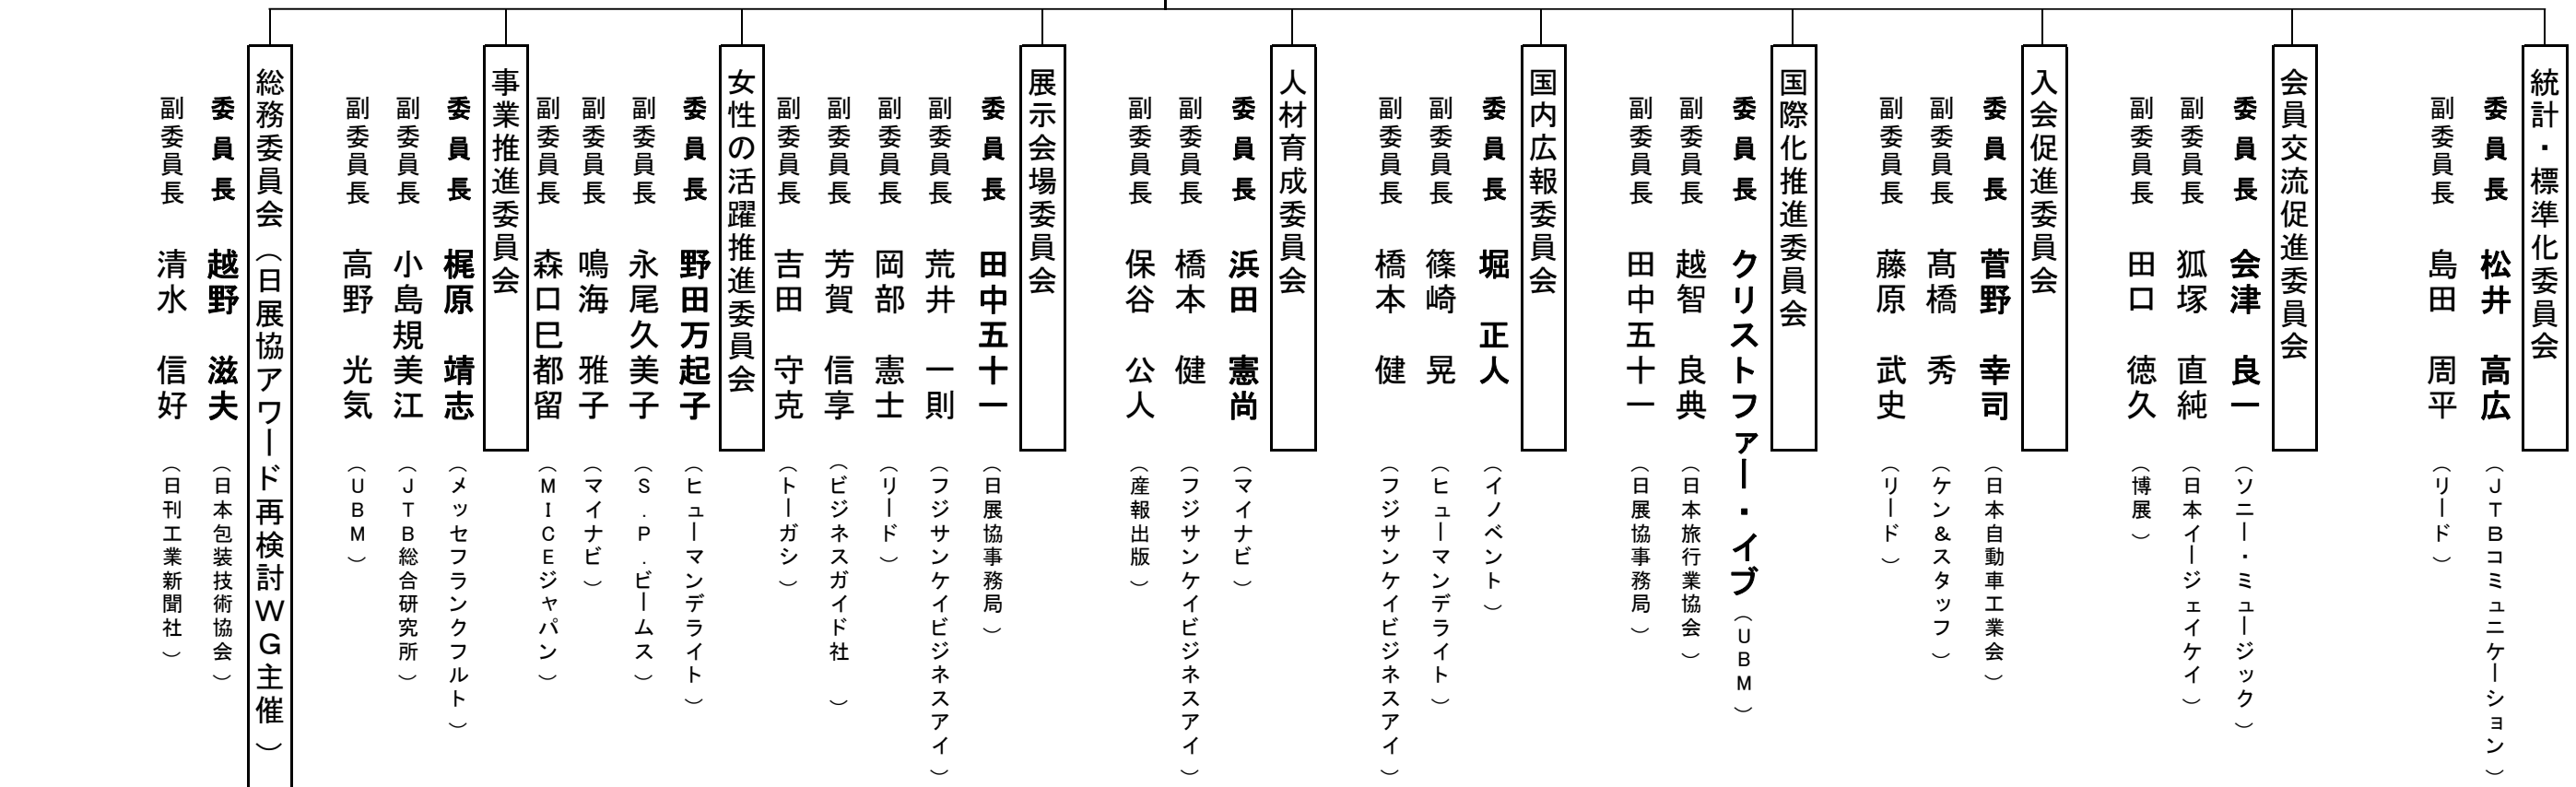 統計・標準化委員会
委員長　松井　高広（ＪＴＢコミュニケーション）
副委員長　島田　周平（リード）
会員交流促進委員会
委員長　会津　良一（ソニー・ミュージック）
副委員長　狐塚　直純（日本イージェイケイ）
副委員長　田口　徳久（博展）
入会促進委員会
委員長　菅野　幸司（日本自動車工業会）
副委員長　髙橋　秀（ケン＆スタッフ）
副委員長　藤原　武史（リード）
国際化推進委員会
委員長　クリストファー・イブ（ＵＢＭ）
副委員長　越智　良典（日本旅行業協会）
副委員長　田中五十一（日展協事務局）
国内広報委員会
委員長　堀　正人（イノベント）
副委員長　篠崎　晃（ヒューマンデライト）
副委員長　橋本　健（フジサンケイビジネスアイ）
人材育成委員会
委員長　浜田　憲尚（マイナビ）
副委員長　橋本　健（フジサンケイビジネスアイ）
副委員長　保谷　公人（産報出版）
展示会場委員会
委員長　田中五十一（日展協事務局）
副委員長　荒井　一則（フジサンケイビジネスアイ）
副委員長　岡部　憲士（リード）
副委員長　芳賀　信享（ビジネスガイド社　）
副委員長　吉田　守克（トーガシ）
女性の活躍推進委員会
委員長　野田万起子（ヒューマンデライト）
副委員長　永尾久美子（Ｓ．Ｐ．ビームス）
副委員長　鳴海　雅子（マイナビ）
副委員長　森口巳都留（ＭＩＣＥジャパン）
事業推進委員会
委員長　梶原　靖志（メッセフランクフルト）
副委員長　小島規美江（ＪＴＢ総合研究所）
副委員長　高野　光気（ＵＢＭ）
総務委員会（日展協アワード再検討ＷＧ主催）
委員長　越野　滋夫（日本包装技術協会）
副委員長　清水　信好（日刊工業新聞社）